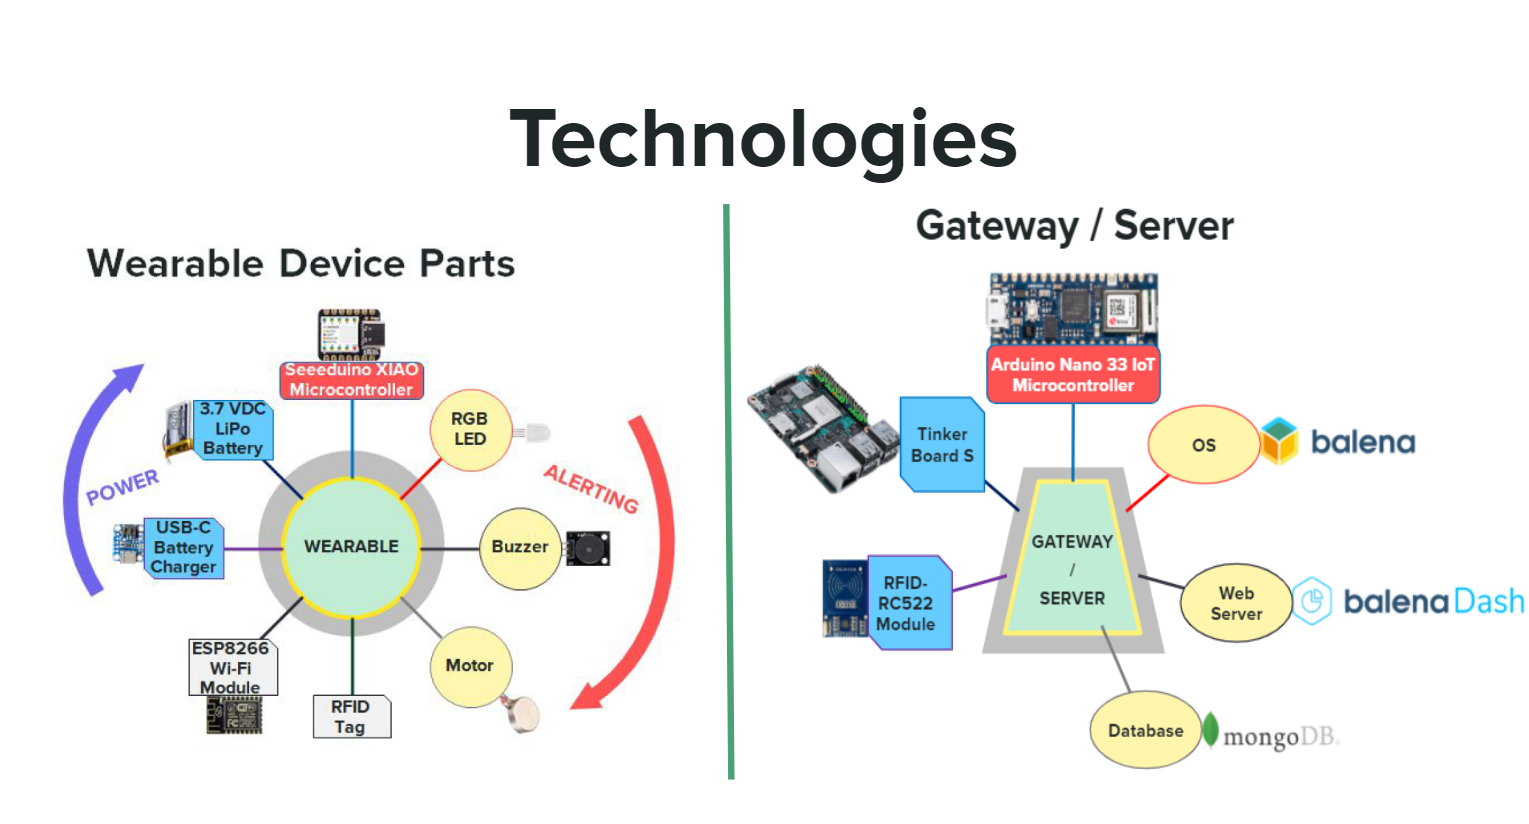 Technologies
Wearable Device Parts
Seeeduino XIAO
Microcontroller
3.7 VDC
LiPo
Battery
RGB
LED
POWER
ALERTING
USB-C
Battery
Charger
WEARABLE
Buzzer
ESP8266
Wi-Fi
Module
RFID
Tag
Motor
Gateway / Server
Arduino Nano 33 IoT
Microcontroller
Tinker
Board S
OS
balena
GATEWAY
/
SERVER
RFID-
RC522
Module
Web
Server
balenaDash
Database
mongoDB.